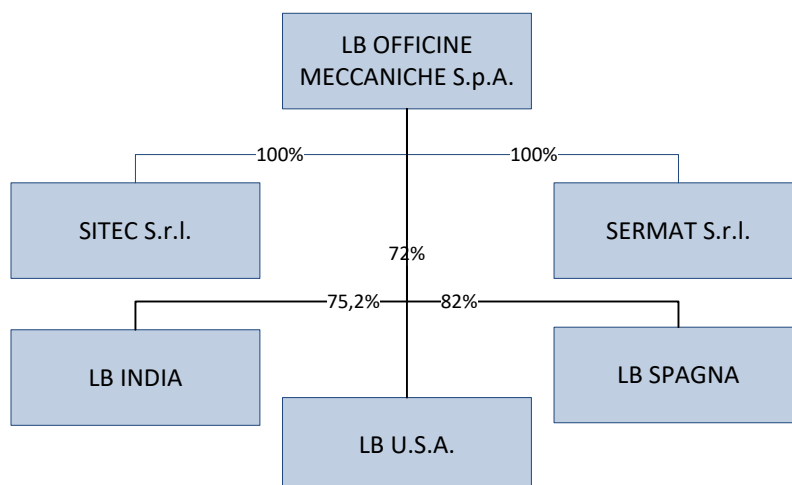 LB OFFICINE
MECCANICHE S.p.A.
100%
100%
SITEC S.r.l.
SERMAT S.r.l.
72%
75,2%
82%
LB INDIA
LB SPAGNA
LB U.S.A.